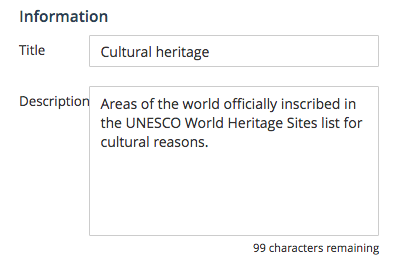 Information
Title
Cultural heritage
Description
Areas of the world officially inscribed in
the UNESCO World Heritage Sites list for
cultural reasons.
99 characters remaining